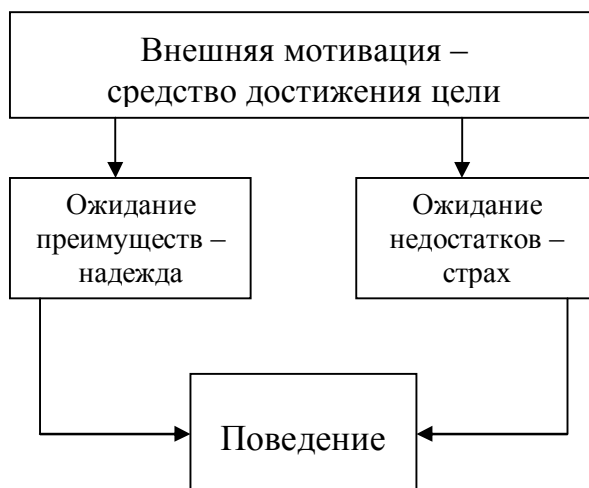 Внешняя мотивация –
средство достижения цели
Ожидание
преимуществ –
надежда
Ожидание
недостатков –
страх
Поведение